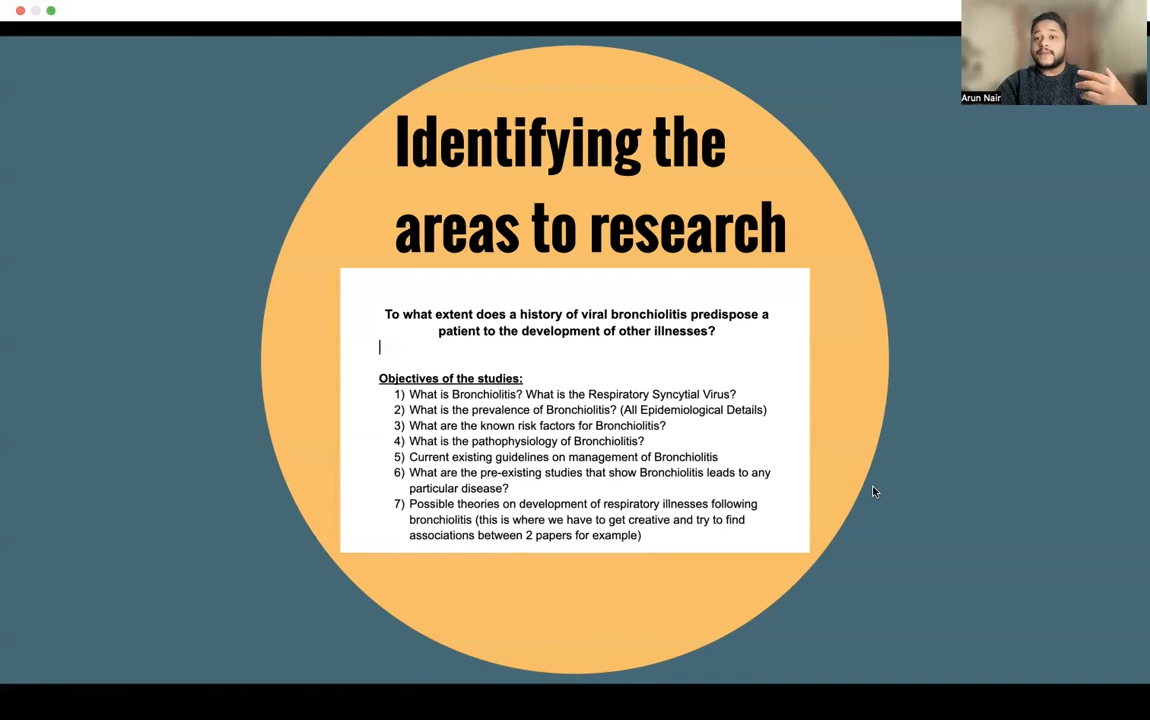 Arun Nair
Identifying the
areas to research
To what extent does a history of viral bronchiolitis predispose a
patient to the development of other illnesses?
Objectives of the studies:
1) What is Bronchiolitis? What is the Respiratory Syncytial Virus?
2) What is the prevalence of Bronchiolitis? (All Epidemiological Details)
3) What are the known risk factors for Bronchiolitis?
4) What is the pathophysiology of Bronchiolitis?
5) Current existing guidelines on management of Bronchiolitis
6) What are the pre-existing studies that show Bronchiolitis leads to any
particular disease?
7) Possible theories on development of respiratory illnesses following
bronchiolitis (this is where we have to get creative and try to find
associations between 2 papers for example)